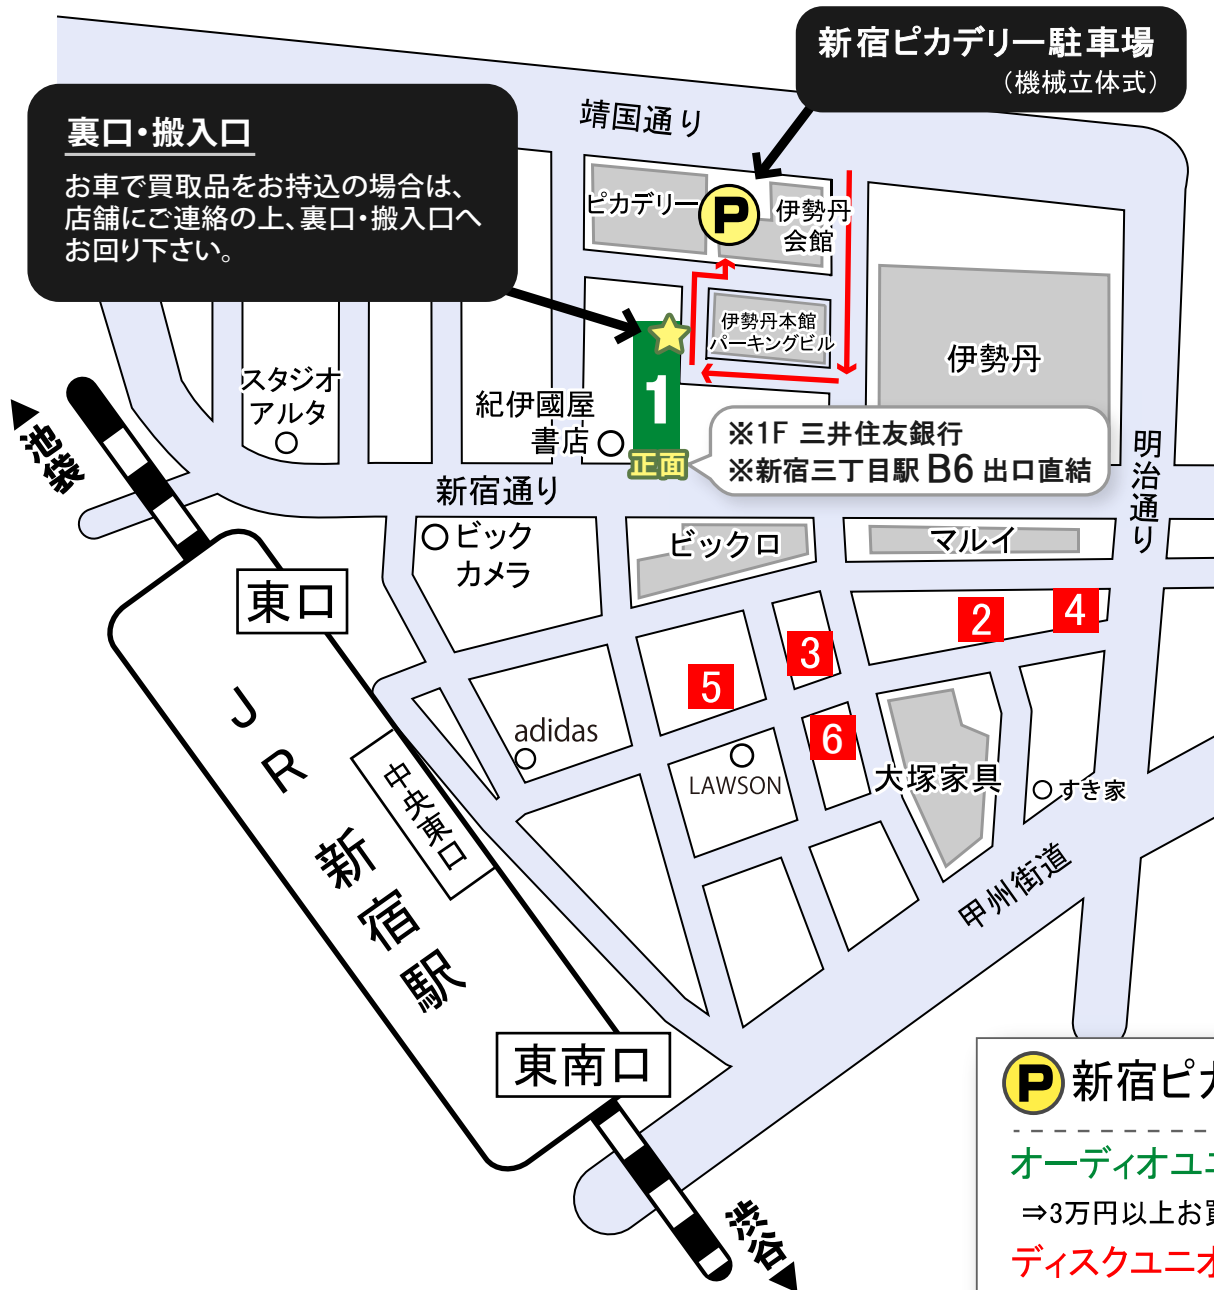 新宿ピカデリー駐車場
（機械立体式）
裏口・搬入口
お車で買取品をお持込の場合は、
店舗にご連絡の上、裏口・搬入口へ
お回り下さい。
靖国通り
ピカデリー
P
伊勢丹
会館
伊勢丹本館
パーキングビル
伊勢丹
スタジオ
アルタ
紀伊國屋
書店
1
正面
※1F 三井住友銀行
※新宿三丁目駅 B6 出口直結
明治通り
池袋
新宿通り
ビック
カメラ
ビックロ
マルイ
東口
2
4
3
5
6
adidas
LAWSON
大塚家具
すき家
JR新宿駅
中央東口
甲州街道
東南口
渋谷
P 新宿ピカ
オーディオユニ
⇒3万円以上お買
ディスクユニオ